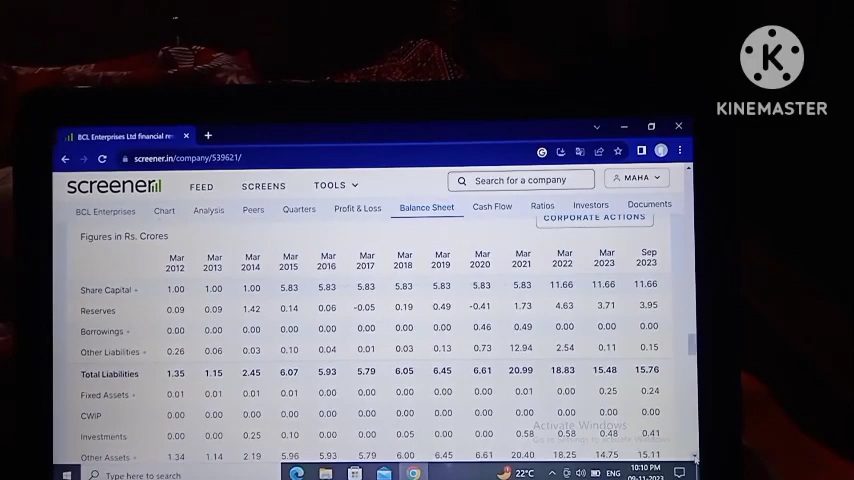 K
KINEMASTER
BCL Enterprises Ltd financial re
screener.in/company/539621/
screener
FEED
SCREENS
TOOLS
Search for a company
MAHA
BCL Enterprises Chart Analysis Peers Quarters Profit & Loss Balance Sheet Cash Flow Ratios Investors Documents
CORPORATE ACTIONS
Figures in Rs. Crores
Mar 2012 Mar 2013 Mar 2014 Mar 2015 Mar 2016 Mar 2017 Mar 2018 Mar 2019 Mar 2020 Mar 2021 Mar 2022 Mar 2023 Sep 2023
Share Capital + 1.00 1.00 1.00 5.83 5.83 5.83 5.83 5.83 5.83 5.83 11.66 11.66 11.66
Reserves 0.09 0.09 1.42 0.14 0.06 -0.05 0.19 0.49 -0.41 1.73 4.63 3.71 3.95
Borrowings + 0.00 0.00 0.00 0.00 0.00 0.00 0.00 0.00 0.46 0.49 0.00 0.00 0.00
Other Liabilities + 0.26 0.06 0.03 0.10 0.04 0.01 0.03 0.13 0.73 12.94 2.54 0.11 0.15
Total Liabilities 1.35 1.15 2.45 6.07 5.93 5.79 6.05 6.45 6.61 20.99 18.83 15.48 15.76
Fixed Assets + 0.01 0.01 0.01 0.01 0.00 0.00 0.00 0.00 0.00 0.01 0.00 0.25 0.24
CWIP 0.00 0.00 0.00 0.00 0.00 0.00 0.00 0.00 0.00 0.00 0.00 0.00 0.00
Investments 0.00 0.00 0.25 0.10 0.00 0.00 0.05 0.00 0.00 0.58 0.58 0.48 0.41
Other Assets + 1.34 1.14 2.19 5.96 5.93 5.79 6.00 6.45 6.61 20.40 18.25 14.75 15.11
Activate Windows
Go to Settings to activate Windows.
Type here to search
22°C
ENG
10:10 PM
09-11-2023